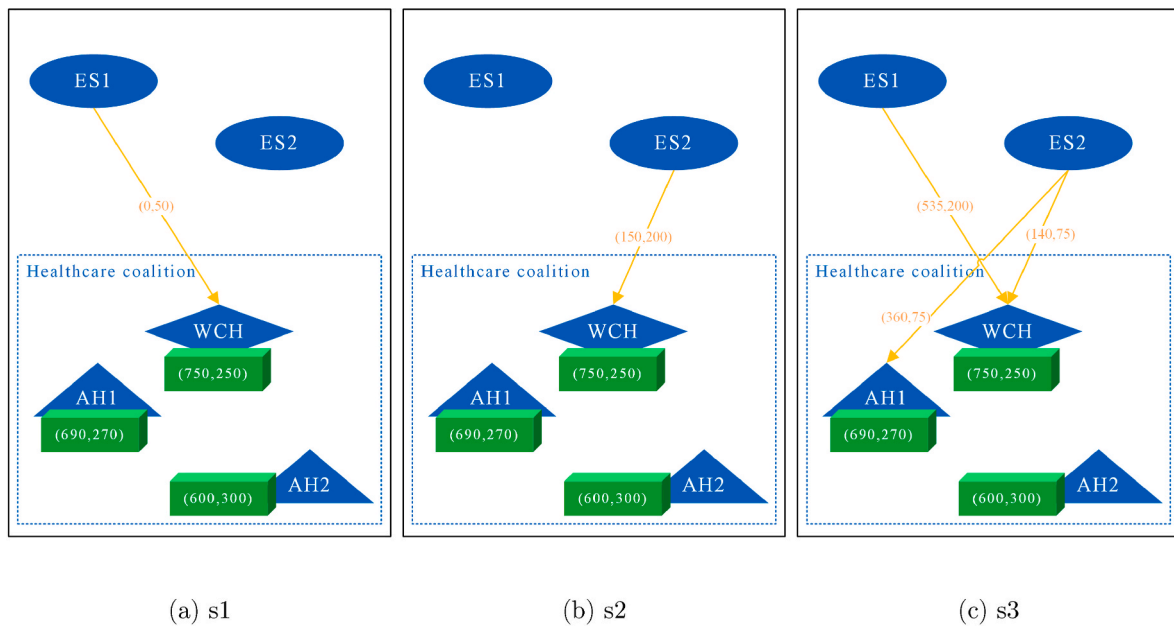 ES1
ES2
(0,50)
Healthcare coalition
WCH
(750,250)
AH1
(690,270)
(600,300)
AH2
(a) s1
ES1
ES2
(150,200)
Healthcare coalition
WCH
(750,250)
AH1
(690,270)
(600,300)
AH2
(b) s2
ES1
ES2
(535,200)
(140,75)
Healthcare coalition
(360,75)
WCH
(750,250)
AH1
(690,270)
(600,300)
AH2
(c) s3